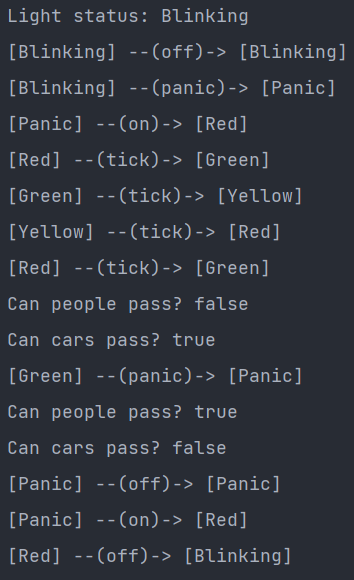 Light status: Blinking
[Blinking] --(off)-> [Blinking]
[Blinking] --(panic)-> [Panic]
[Panic] --(on)-> [Red]
[Red] --(tick)-> [Green]
[Green] --(tick)-> [Yellow]
[Yellow] --(tick)-> [Red]
[Red] --(tick)-> [Green]
Can people pass? false
Can cars pass? true
[Green] --(panic)-> [Panic]
Can people pass? true
Can cars pass? false
[Panic] --(off)-> [Panic]
[Panic] --(on)-> [Red]
[Red] --(off)-> [Blinking]